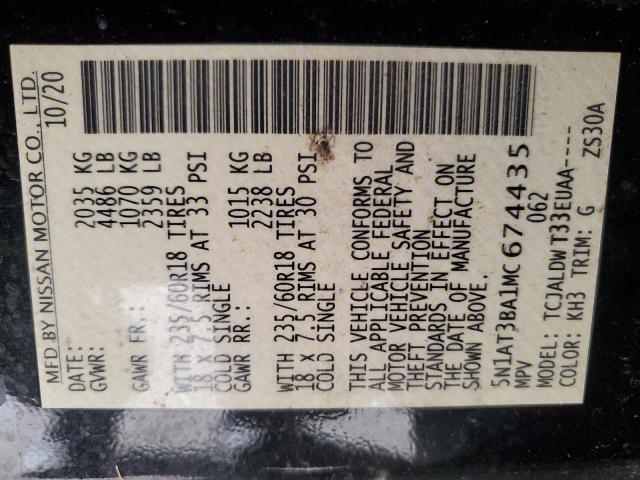 MFD BY NISSAN MOTOR CO., LTD.
DATE: 10/20
GVWR: 2035 KG
4486 LB
GAWR FR.: 1070 KG
2359 LB
WITH 235/60R18 TIRES
18 X 7.5 RIMS AT 33 PSI
COLD SINGLE
GAWR RR.: 1015 KG
2238 LB
WITH 235/60R18 TIRES
18 X 7.5 RIMS AT 30 PSI
COLD SINGLE
THIS VEHICLE CONFORMS TO
ALL APPLICABLE FEDERAL
MOTOR VEHICLE SAFETY AND
THEFT PREVENTION
STANDARDS IN EFFECT ON
THE DATE OF MANUFACTURE
SHOWN ABOVE.
5N1AT3BA1MC674435
MPV 062
MODEL: TCJALDWT33EUAA----
COLOR: KH3 TRIM: G ZS30A